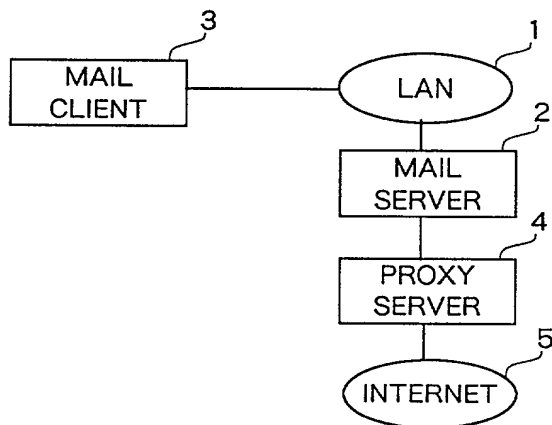 3
MAIL
CLIENT
1
LAN
2
MAIL
SERVER
4
PROXY
SERVER
5
INTERNET